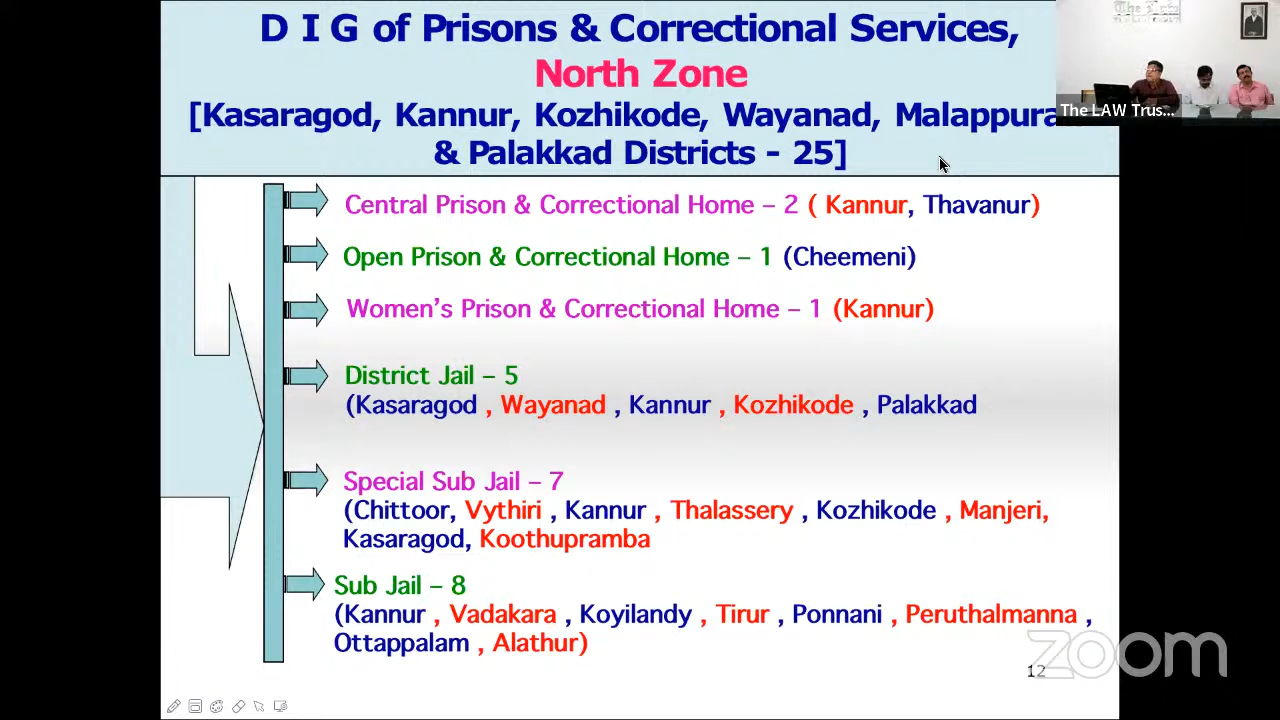 D I G of Prisons & Correctional Services,
North Zone
[Kasaragod, Kannur, Kozhikode, Wayanad, Malappura
& Palakkad Districts - 25]
The LAW Trus...
Central Prison & Correctional Home – 2 ( Kannur, Thavanur)
Open Prison & Correctional Home – 1 (Cheemeni)
Women’s Prison & Correctional Home – 1 (Kannur)
District Jail – 5
(Kasaragod , Wayanad , Kannur , Kozhikode , Palakkad
Special Sub Jail – 7
(Chittoor, Vythiri , Kannur , Thalassery , Kozhikode , Manjeri,
Kasaragod, Koothupramba
Sub Jail – 8
(Kannur , Vadakara , Koyilandy , Tirur , Ponnani , Peruthalmanna ,
Ottappalam , Alathur)
12
zoom